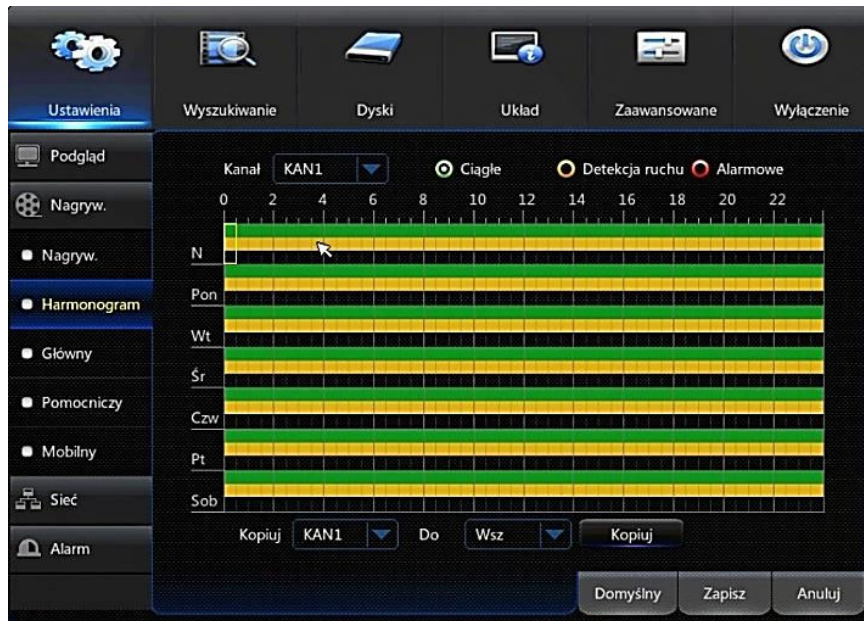 Ustawienia Wyszukiwanie Dyski Układ Zaawansowane Wyłączenie
Podgląd
Nagryw.
Nagryw.
Harmonogram
Główny
Pomocniczy
Mobilny
Sieć
Alarm
Kanał KAN1 Ciągłe Detekcja ruchu Alarmowe
0 2 4 6 8 10 12 14 16 18 20 22
N
Pon
Wt
Śr
Czw
Pt
Sob
Kopiuj KAN1 Do Wsz Kopiuj
Domyślny Zapisz Anuluj